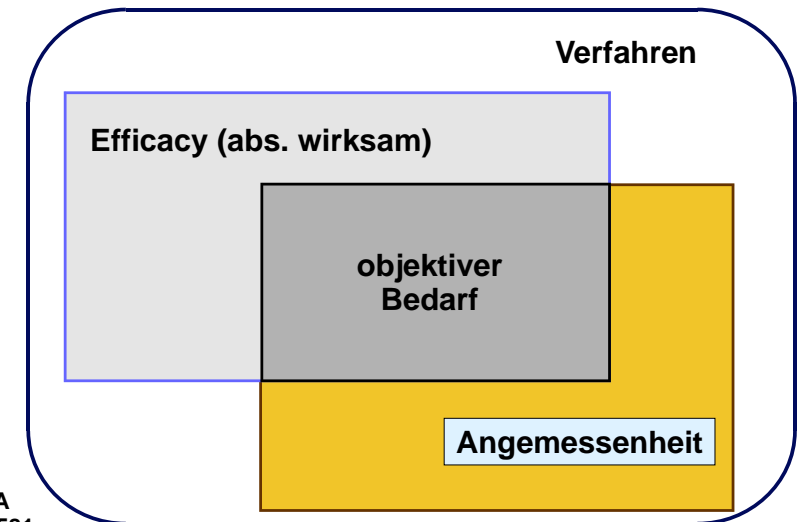 Verfahren
Efficacy (abs. wirksam)
objektiver
Bedarf
Angemessenheit
A